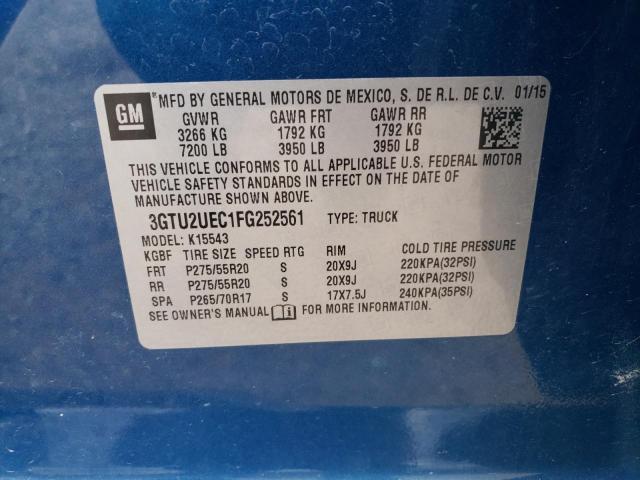 GM
*MFD BY GENERAL MOTORS DE MEXICO, S. DE R.L. DE C.V. 01/15
GVWR GAWR FRT GAWR RR
3266 KG 1792 KG 1792 KG
7200 LB 3950 LB 3950 LB
THIS VEHICLE CONFORMS TO ALL APPLICABLE U.S. FEDERAL MOTOR
VEHICLE SAFETY STANDARDS IN EFFECT ON THE DATE OF
MANUFACTURE SHOWN ABOVE.
3GTU2UEC1FG252561 TYPE: TRUCK
MODEL: K15543
KGBF TIRE SIZE SPEED RTG RIM COLD TIRE PRESSURE
FRT P275/55R20 S 20X9J 220KPA(32PSI)
RR P275/55R20 S 20X9J 220KPA(32PSI)
SPA P265/70R17 S 17X7.5J 240KPA(35PSI)
SEE OWNER'S MANUAL FOR MORE INFORMATION.